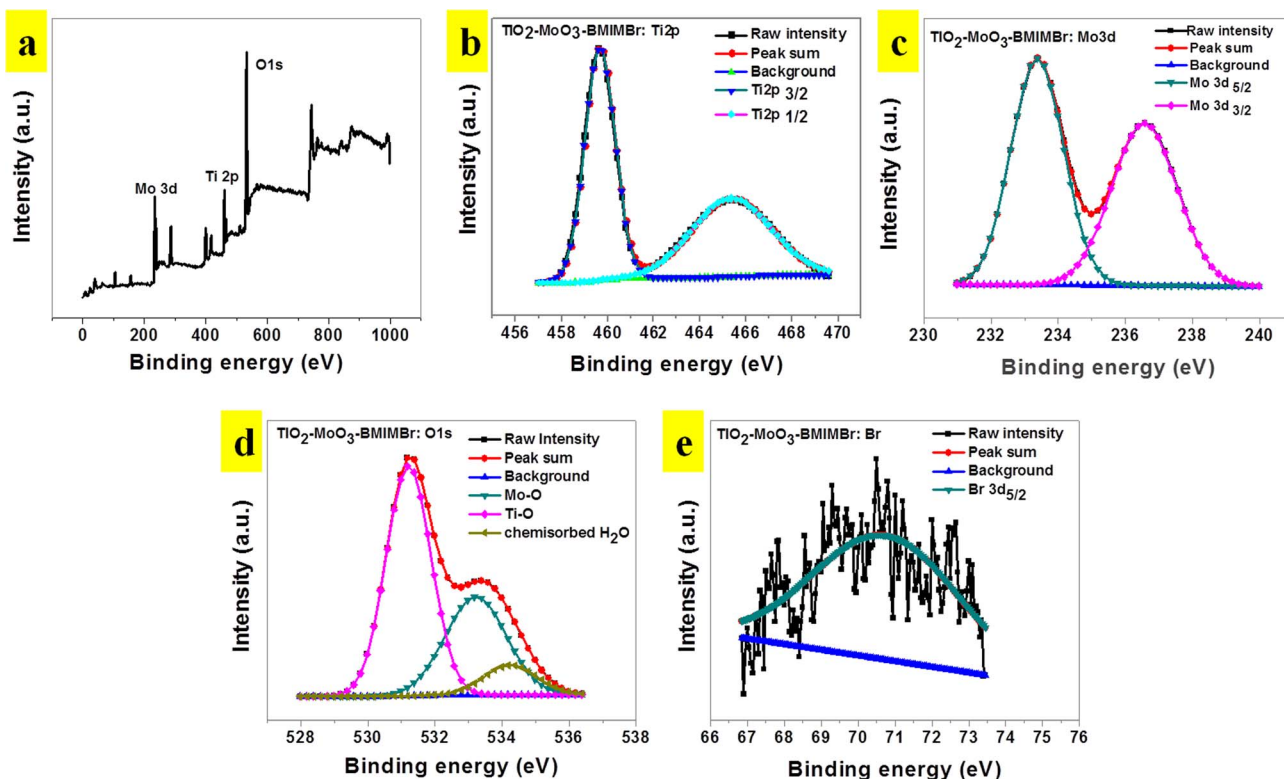 a
O1s
Mo 3d
Ti 2p
Intensity (a.u.)
0 200 400 600 800 1000
Binding energy (eV)
b
TIO2-MoO3-BMIMBr: Ti2p
Raw intensity
Peak sum
Background
Ti2p 3/2
Ti2p 1/2
Intensity (a.u.)
456 458 460 462 464 466 468 470
Binding energy (eV)
c
TIO2-MoO3-BMIMBr: Mo3d
Raw intensity
Peak sum
Background
Mo 3d 5/2
Mo 3d 3/2
Intensity (a.u.)
230 232 234 236 238 240
Binding energy (eV)
d
TIO2-MoO3-BMIMBr: O1s
Raw Intensity
Peak sum
Background
Mo-O
Ti-O
chemisorbed H2O
Intensity (a.u.)
528 530 532 533 534 536 538
Binding energy (eV)
e
TIO2-MoO3-BMIMBr: Br
Raw intensity
Peak sum
Background
Br 3d5/2
Intensity (a.u.)
66 67 68 69 70 71 72 73 74 75 76
Binding energy (eV)